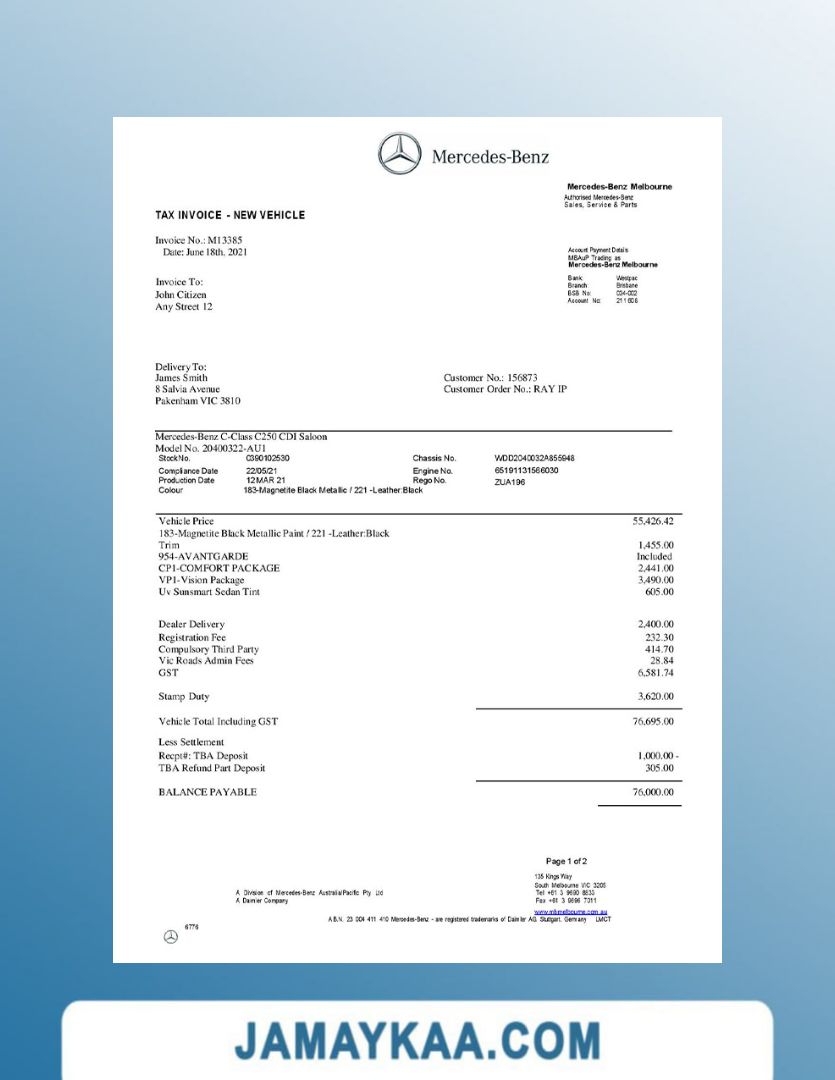 Mercedes-Benz
Mercedes-Benz Melbourne
Authorised Mercedes-Benz
Sales, Service & Parts
TAX INVOICE - NEW VEHICLE
Invoice No.: M13385
Date: June 18th, 2021
Account Payment Details
MBAuP Trading as
Mercedes-Benz Melbourne
Bank: Westpac
Branch: Brisbane
BSB No: 034-002
Account No: 211608
Invoice To:
John Citizen
Any Street 12
Delivery To:
James Smith
8 Salvia Avenue
Pakenham VIC 3810
Customer No.: 156873
Customer Order No.: RAY IP
Mercedes-Benz C-Class C250 CDI Saloon
Model No. 20400322-AU1
StockNo. 0390102530 Chassis No. WDD2040032A855948
Compliance Date 22/05/21 Engine No. 65191131566030
Production Date 12MAR 21 Rego No. ZUA196
Colour 183-Magnetite Black Metallic / 221 -Leather:Black
Vehicle Price 55,426.42
183-Magnetite Black Metallic Paint / 221 -Leather:Black
Trim 1,455.00
954-AVANTGARDE Included
CP1-COMFORT PACKAGE 2,441.00
VP1-Vision Package 3,490.00
Uv Sunsmart Sedan Tint 605.00
Dealer Delivery 2,400.00
Registration Fee 232.30
Compulsory Third Party 414.70
Vic Roads Admin Fees 28.84
GST 6,581.74
Stamp Duty 3,620.00
Vehicle Total Including GST 76,695.00
Less Settlement
Recpt#: TBA Deposit 1,000.00 -
TBA Refund Part Deposit 305.00
BALANCE PAYABLE 76,000.00
Page 1 of 2
135 Kings Way
South Melbourne VIC 3205
Tel +61 3 9690 8833
Fax +61 3 9696 7011
www.mbmelbourne.com.au
A Division of Mercedes-Benz Australia/Pacific Pty Ltd
A Daimler Company
A.B.N. 23 004 411 410 Mercedes-Benz - are registered trademarks of Daimler AG, Stuttgart, Germany LMCT
6776
JAMAYKAA.COM